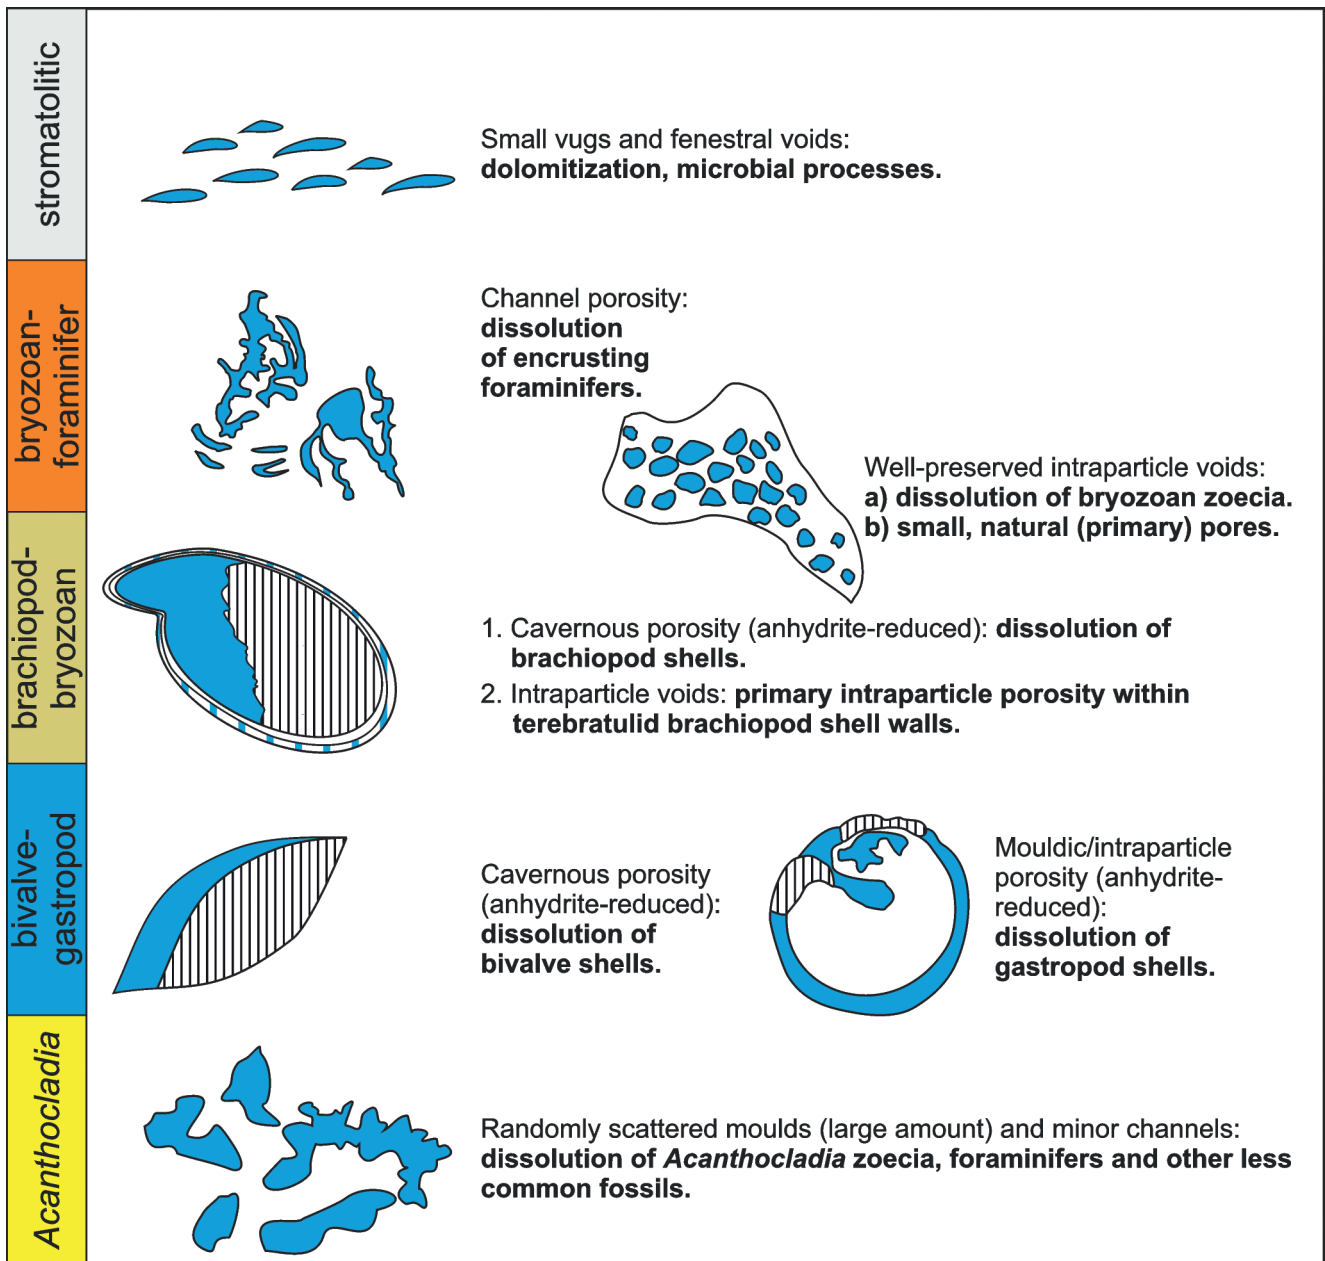 stromatolitic
Small vugs and fenestral voids:
dolomitization, microbial processes.
bryozoan-
foraminifer
Channel porosity:
dissolution
of encrusting
foraminifers.
Well-preserved intraparticle voids:
a) dissolution of bryozoan zoecia.
b) small, natural (primary) pores.
brachiopod-
bryozoan
1. Cavernous porosity (anhydrite-reduced): dissolution of
brachiopod shells.
2. Intraparticle voids: primary intraparticle porosity within
terebratulid brachiopod shell walls.
bivalve-
gastropod
Cavernous porosity
(anhydrite-reduced):
dissolution of
bivalve shells.
Mouldic/intraparticle
porosity (anhydrite-
reduced):
dissolution of
gastropod shells.
Acanthocladia
Randomly scattered moulds (large amount) and minor channels:
dissolution of Acanthocladia zoecia, foraminifers and other less
common fossils.